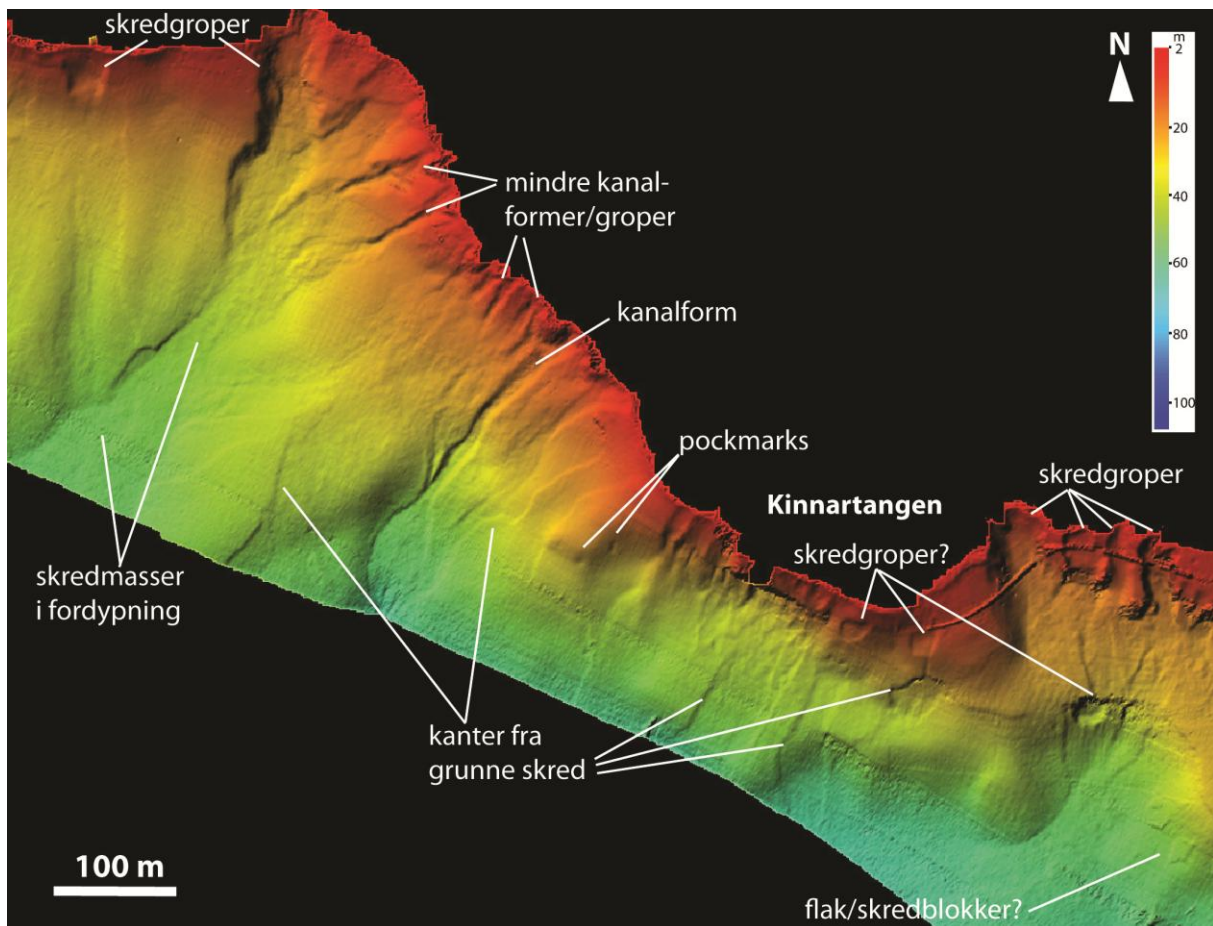 skredgroper
N
m
2
20
40
60
80
100
mindre kanal-
former/groper
kanalform
pockmarks
skredgroper
Kinnartangen
skredgroper?
skredmasser
i fordypning
kanter fra
grunne skred
100 m
flak/skredblokker?